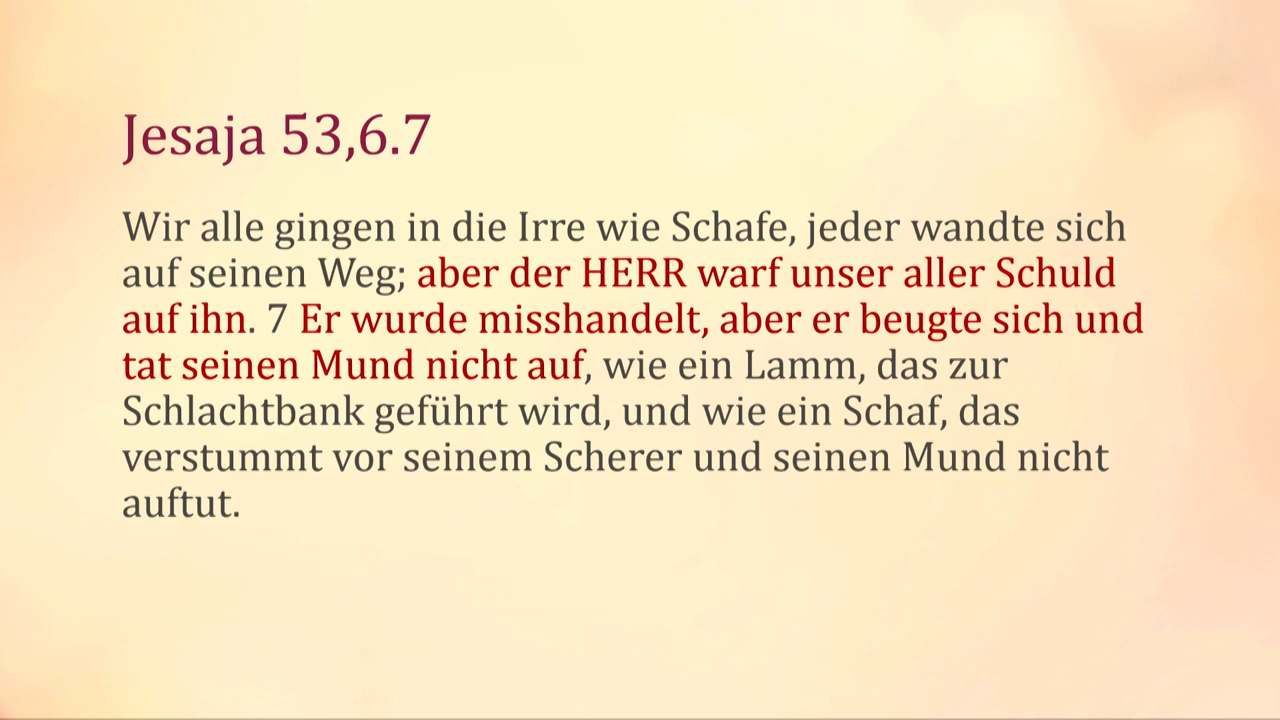 Jesaja 53,6.7
Wir alle gingen in die Irre wie Schafe, jeder wandte sich
auf seinen Weg; aber der HERR warf unser aller Schuld
auf ihn. 7 Er wurde misshandelt, aber er beugte sich und
tat seinen Mund nicht auf, wie ein Lamm, das zur
Schlachtbank geführt wird, und wie ein Schaf, das
verstummt vor seinem Scherer und seinen Mund nicht
auftut.